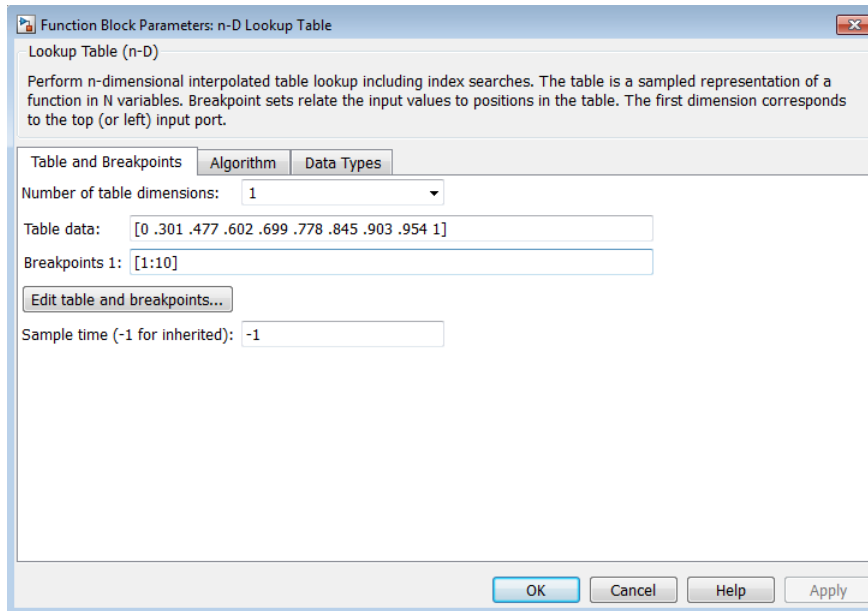 Function Block Parameters: n-D Lookup Table
Lookup Table (n-D)
Perform n-dimensional interpolated table lookup including index searches. The table is a sampled representation of a
function in N variables. Breakpoint sets relate the input values to positions in the table. The first dimension corresponds
to the top (or left) input port.
Table and Breakpoints Algorithm Data Types
Number of table dimensions: 1
Table data: [0 .301 .477 .602 .699 .778 .845 .903 .954 1]
Breakpoints 1: [1:10]
Edit table and breakpoints...
Sample time (-1 for inherited): -1
OK Cancel Help Apply